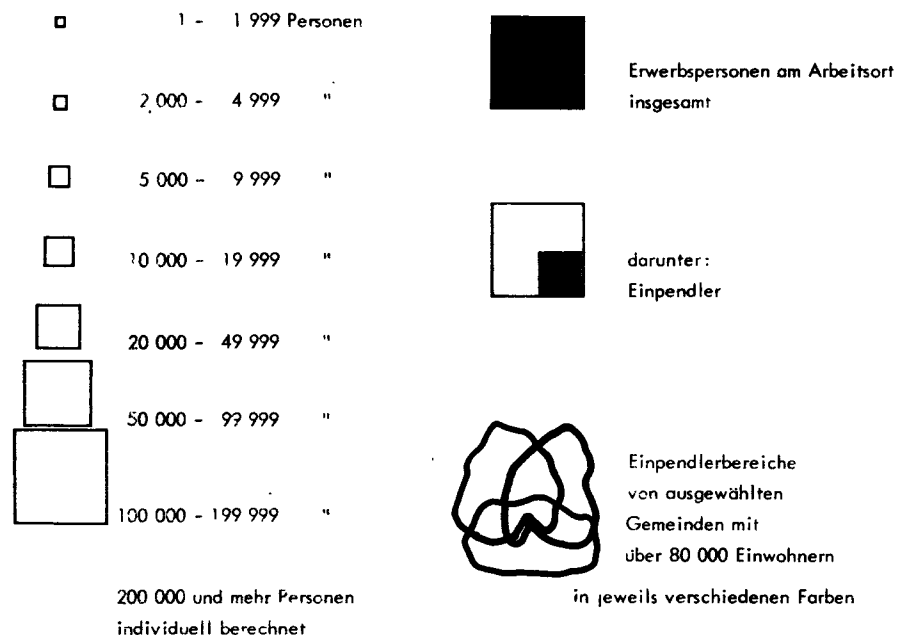 1 - 1 999 Personen
2 000 - 4 999 "
5 000 - 9 999 "
10 000 - 19 999 "
20 000 - 49 999 "
50 000 - 99 999 "
100 000 - 199 999 "
200 000 und mehr Personen
individuell berechnet
Erwerbspersonen am Arbeitsort
insgesamt
darunter:
Einpendler
Einpendlerbereiche
von ausgewählten
Gemeinden mit
über 80 000 Einwohnern
in jeweils verschiedenen Farben